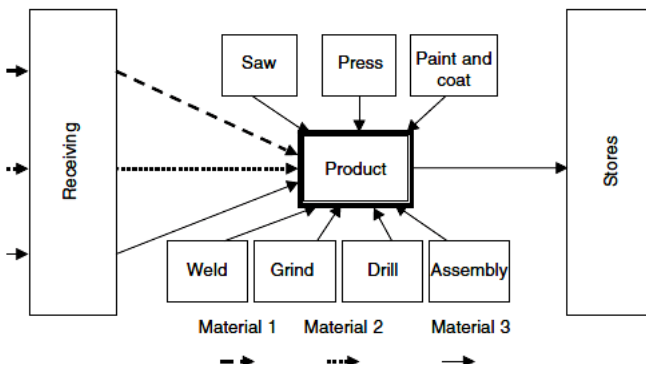 Receiving
Saw
Press
Paint and
coat
Product
Stores
Weld
Grind
Drill
Assembly
Material 1
Material 2
Material 3